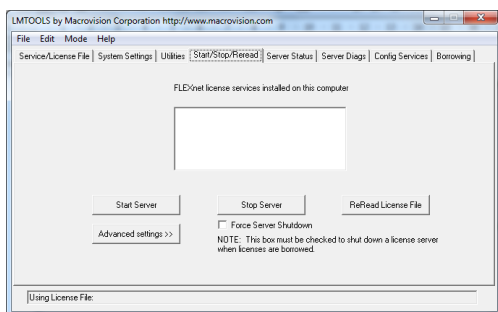 LMTOOLS by Macrovision Corporation http://www.macrovision.com
File Edit Mode Help
Service/License File System Settings Utilities Start/Stop/Reread Server Status Server Diags Config Services Borrowing
FLEXnet license services installed on this computer
Start Server Stop Server ReRead License File
Force Server Shutdown
Advanced settings >>
NOTE: This box must be checked to shut down a license server
when licenses are borrowed.
Using License File: